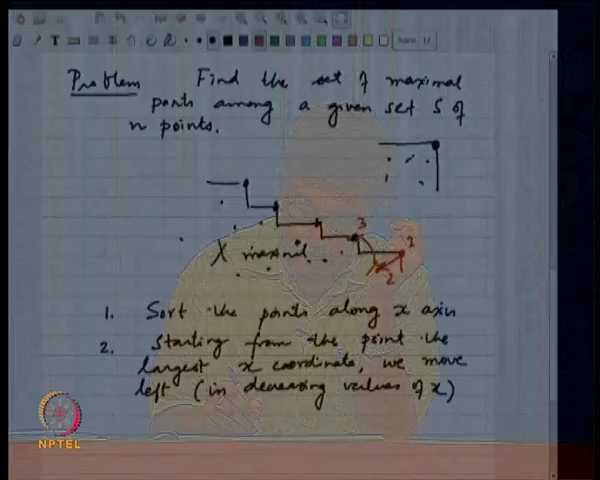 Problem Find the set of maximal
points among a given set S of
n points.
3
1
2
X maximal
1. Sort the points along x axis
2. Starting from the point the
largest x coordinate, we move
left (in decreasing values of x)
NPTEL